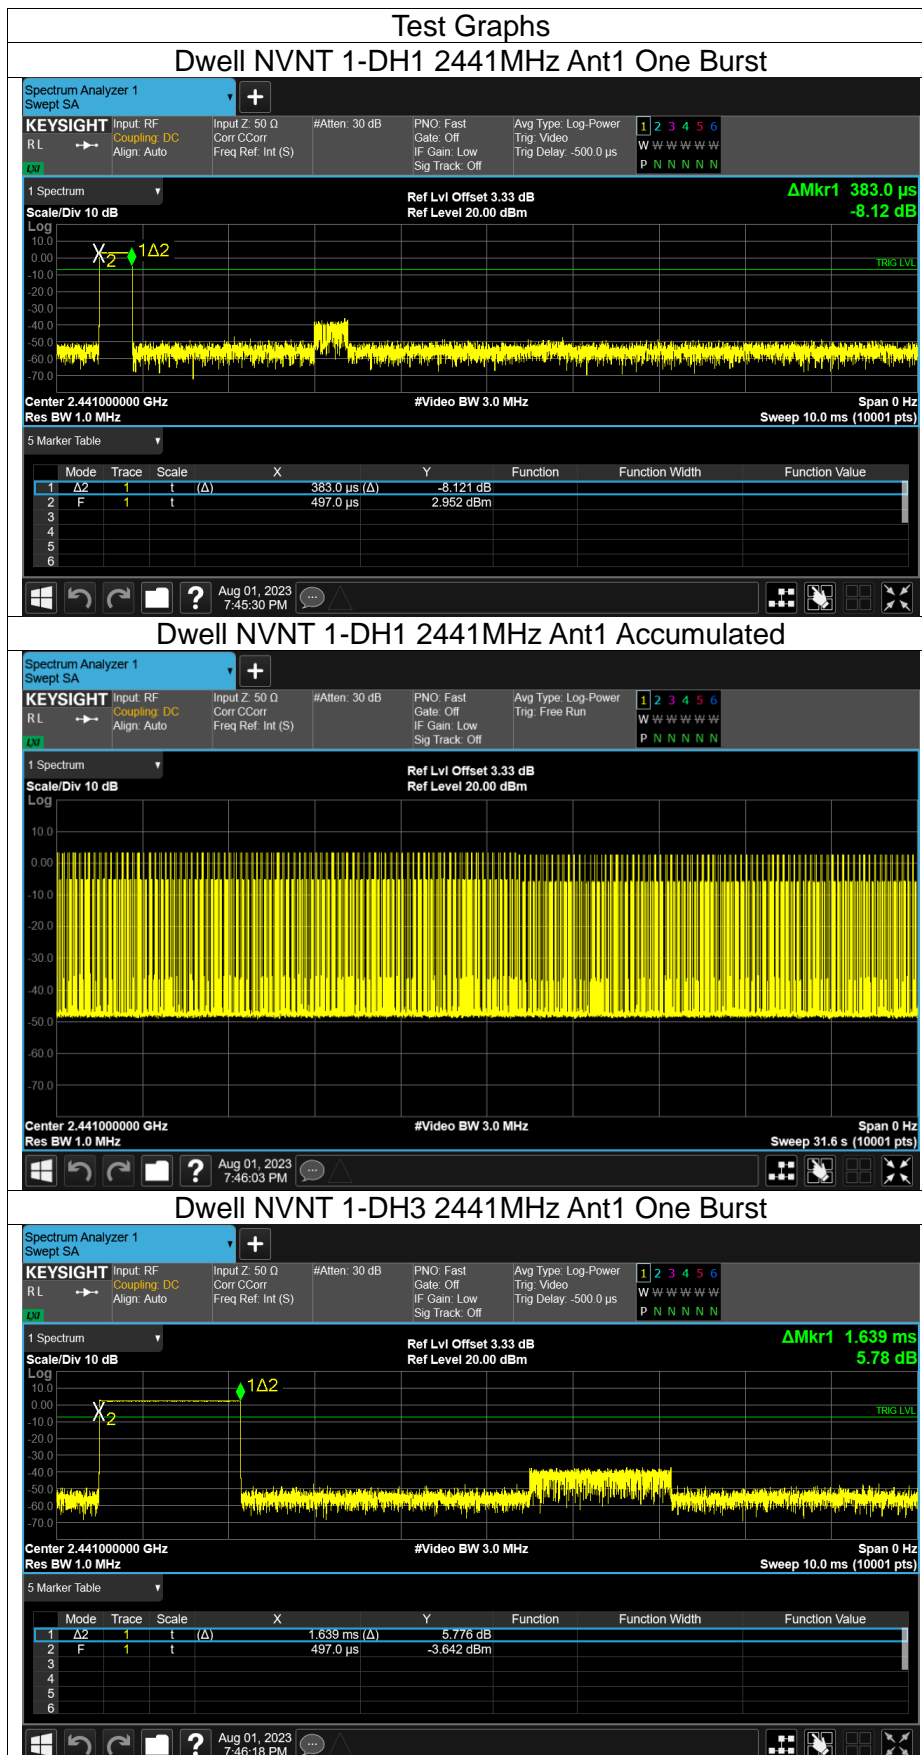 Test Graphs
Dwell NVNT 1-DH1 2441MHz Ant1 One Burst
Spectrum Analyzer 1
Swept SA
+
KEYSIGHT Input: RF Input Z: 50 Ω #Atten: 30 dB PNO: Fast Avg Type: Log-Power 1 2 3 4 5 6
RL Coupling: DC Corr CCorr Gate: Off Trig: Video W W W W W W
Align: Auto Freq Ref: Int (S) IF Gain: Low Trig Delay: -500.0 µs
LXI Sig Track: Off P N N N N N
1 Spectrum Ref Lvl Offset 3.33 dB ΔMkr1 383.0 µs
Scale/Div 10 dB Ref Level 20.00 dBm -8.12 dB
Log
10.0
0.00
-10.0
-20.0
-30.0
-40.0
-50.0
-60.0
-70.0
X2 1Δ2
TRIG LVL
Center 2.441000000 GHz #Video BW 3.0 MHz Span 0 Hz
Res BW 1.0 MHz Sweep 10.0 ms (10001 pts)
5 Marker Table
Mode Trace Scale X Y Function Function Width Function Value
1 Δ2 1 t (Δ) 383.0 µs (Δ) -8.121 dB
2 F 1 t 497.0 µs 2.952 dBm
3
4
5
6
? Aug 01, 2023
7:45:30 PM
Dwell NVNT 1-DH1 2441MHz Ant1 Accumulated
Spectrum Analyzer 1
Swept SA
+
KEYSIGHT Input: RF Input Z: 50 Ω #Atten: 30 dB PNO: Fast Avg Type: Log-Power 1 2 3 4 5 6
RL Coupling: DC Corr CCorr Gate: Off Trig: Free Run W W W W W W
Align: Auto Freq Ref: Int (S) IF Gain: Low
LXI Sig Track: Off P N N N N N
1 Spectrum Ref Lvl Offset 3.33 dB
Scale/Div 10 dB Ref Level 20.00 dBm
Log
10.0
0.00
-10.0
-20.0
-30.0
-40.0
-50.0
-60.0
-70.0
Center 2.441000000 GHz #Video BW 3.0 MHz Span 0 Hz
Res BW 1.0 MHz Sweep 31.6 s (10001 pts)
? Aug 01, 2023
7:46:03 PM
Dwell NVNT 1-DH3 2441MHz Ant1 One Burst
Spectrum Analyzer 1
Swept SA
+
KEYSIGHT Input: RF Input Z: 50 Ω #Atten: 30 dB PNO: Fast Avg Type: Log-Power 1 2 3 4 5 6
RL Coupling: DC Corr CCorr Gate: Off Trig: Video W W W W W W
Align: Auto Freq Ref: Int (S) IF Gain: Low Trig Delay: -500.0 µs
LXI Sig Track: Off P N N N N N
1 Spectrum Ref Lvl Offset 3.33 dB ΔMkr1 1.639 ms
Scale/Div 10 dB Ref Level 20.00 dBm 5.78 dB
Log
10.0
0.00
-10.0
-20.0
-30.0
-40.0
-50.0
-60.0
-70.0
X2 1Δ2
TRIG LVL
Center 2.441000000 GHz #Video BW 3.0 MHz Span 0 Hz
Res BW 1.0 MHz Sweep 10.0 ms (10001 pts)
5 Marker Table
Mode Trace Scale X Y Function Function Width Function Value
1 Δ2 1 t (Δ) 1.639 ms (Δ) 5.776 dB
2 F 1 t 497.0 µs -3.642 dBm
3
4
5
6
? Aug 01, 2023
7:46:18 PM